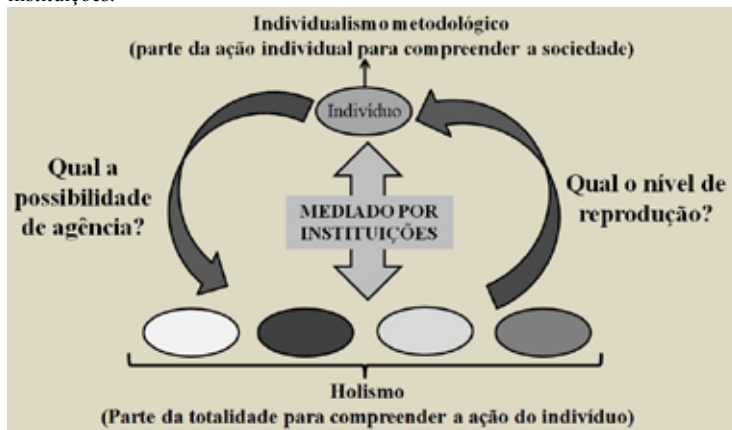 instituições.
Individualismo metodológico
(parte da ação individual para compreender a sociedade)
Indivíduo
Qual a
possibilidade
de agência?
MEDIADO POR
INSTITUIÇÕES
Qual o nível de
reprodução?
Holismo
(Parte da totalidade para compreender a ação do indivíduo)